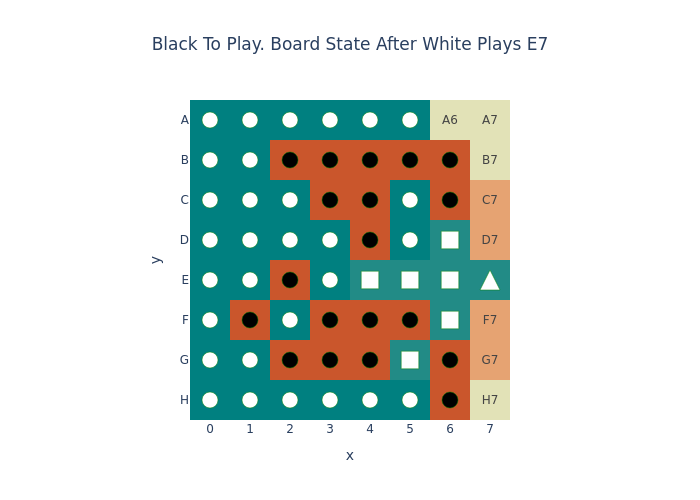 Black To Play. Board State After White Plays E7
A A6 A7
B B7
C C7
D D7
E
F F7
G G7
H H7
0 1 2 3 4 5 6 7
x
y